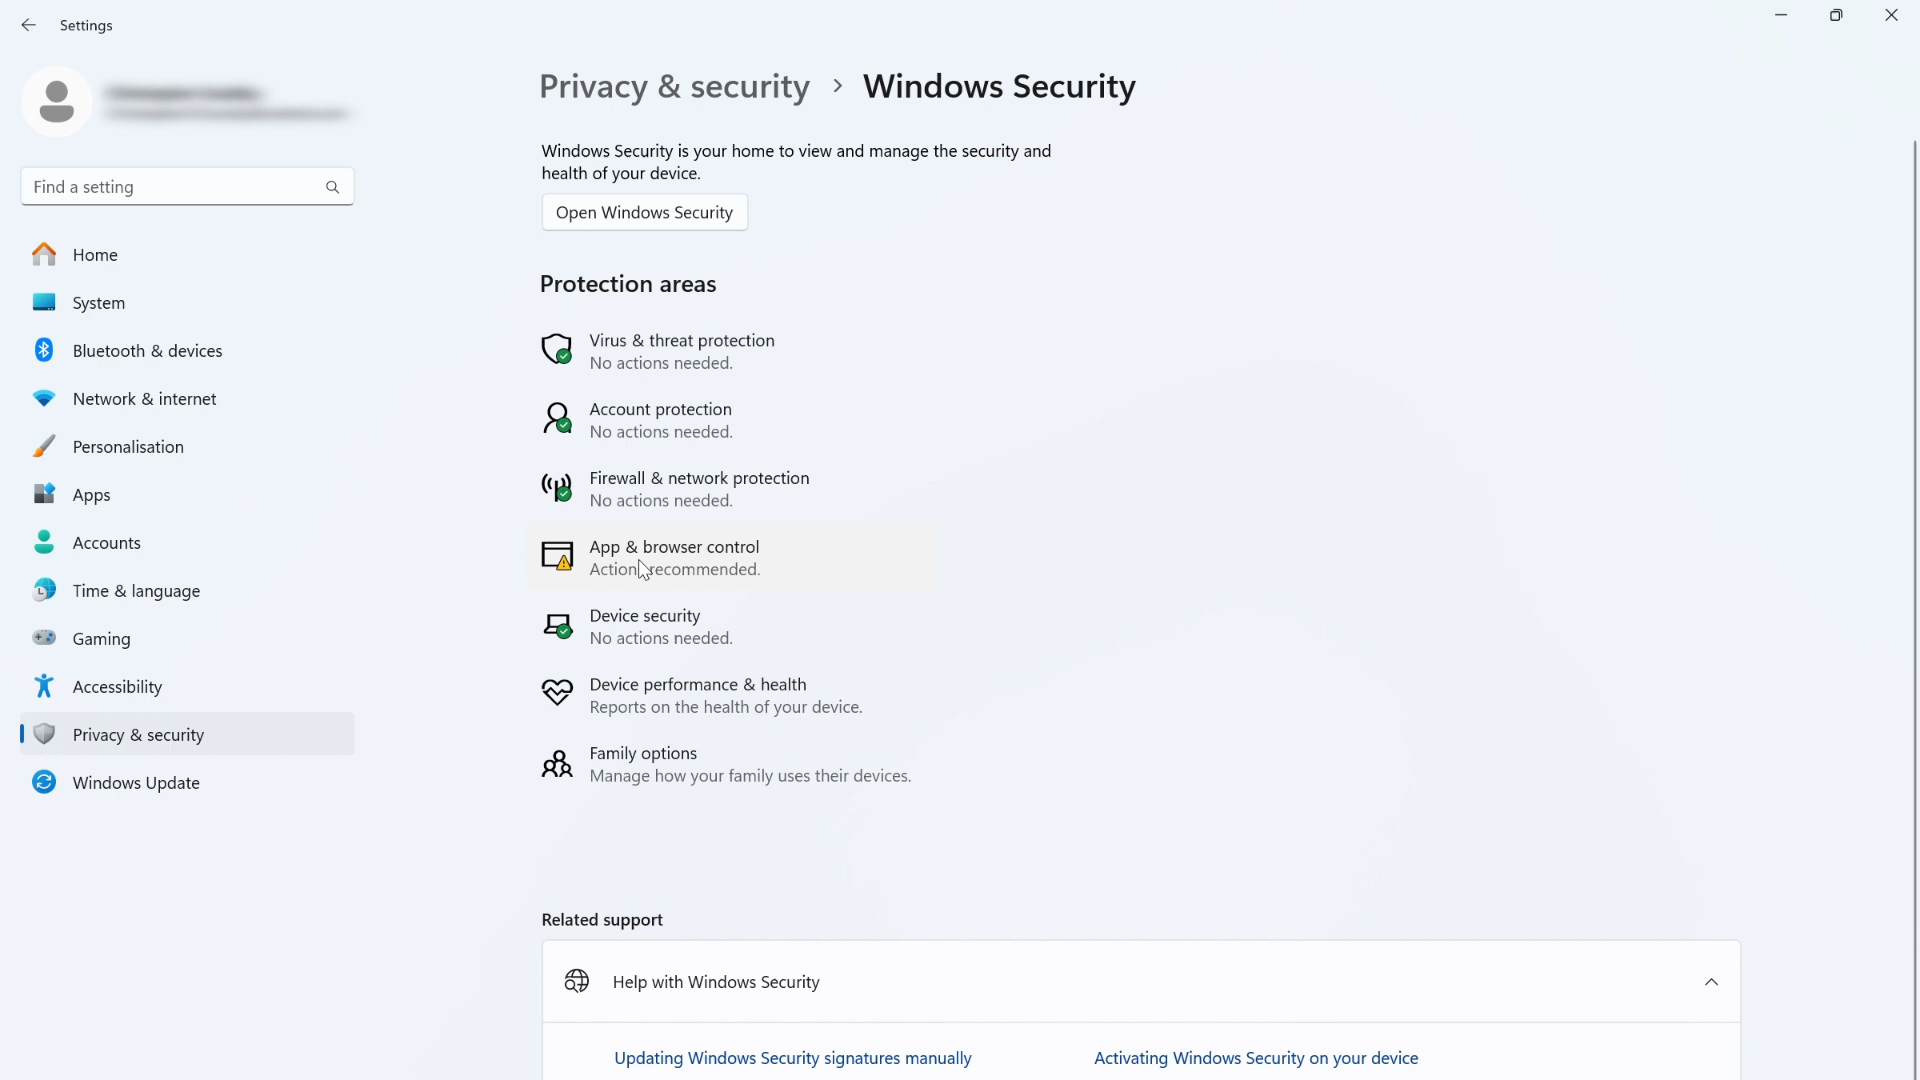 Settings
Find a setting
Home
System
Bluetooth & devices
Network & internet
Personalisation
Apps
Accounts
Time & language
Gaming
Accessibility
Privacy & security
Windows Update
Privacy & security > Windows Security
Windows Security is your home to view and manage the security and
health of your device.
Open Windows Security
Protection areas
Virus & threat protection
No actions needed.
Account protection
No actions needed.
Firewall & network protection
No actions needed.
App & browser control
Action recommended.
Device security
No actions needed.
Device performance & health
Reports on the health of your device.
Family options
Manage how your family uses their devices.
Related support
Help with Windows Security
Updating Windows Security signatures manually
Activating Windows Security on your device